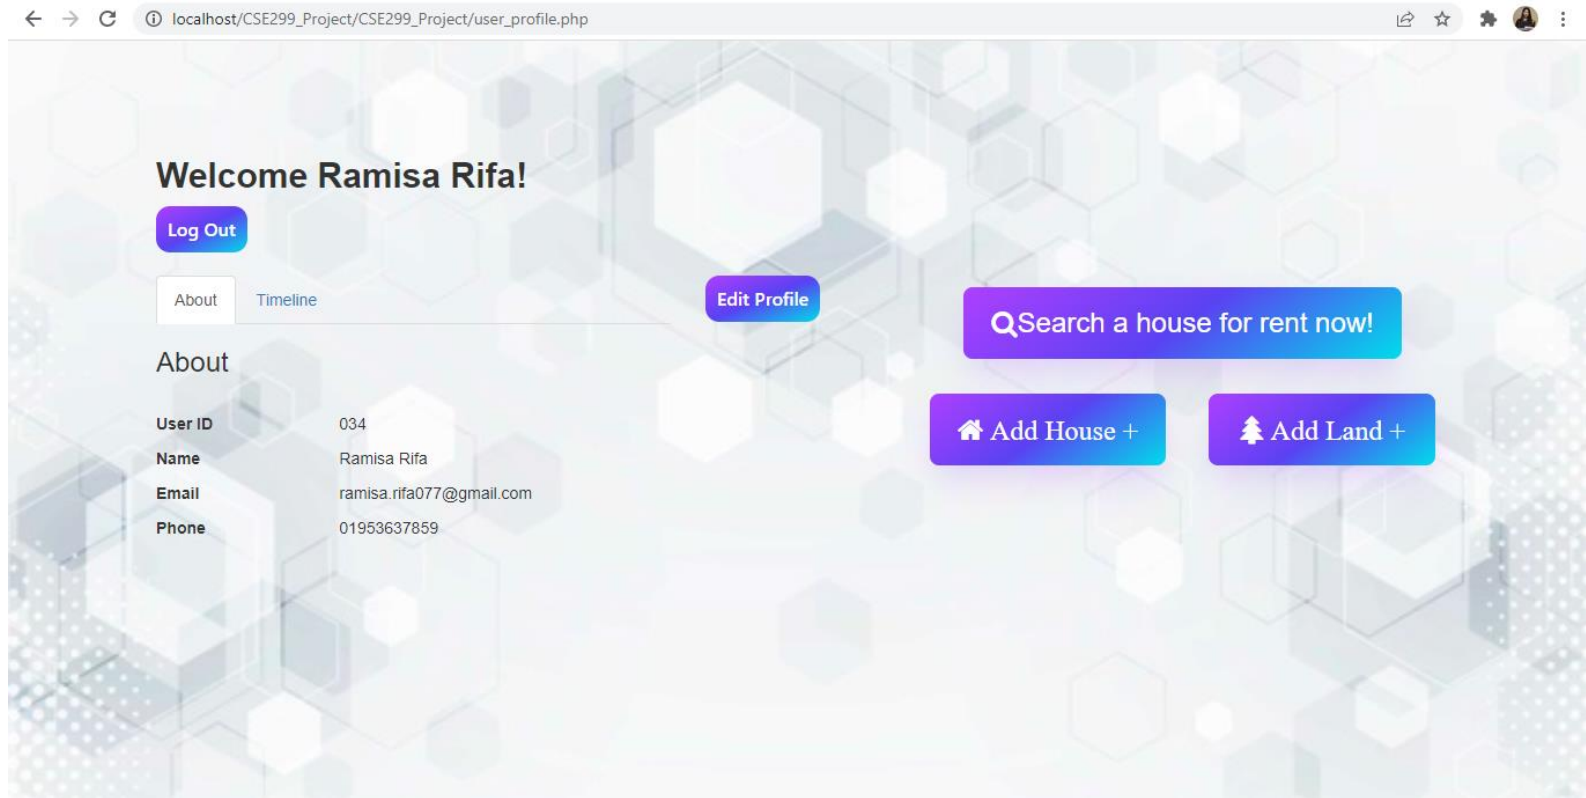 localhost/CSE299_Project/CSE299_Project/user_profile.php
Welcome Ramisa Rifa!
Log Out
About Timeline
Edit Profile
About
User ID 034
Name Ramisa Rifa
Email ramisa.rifa077@gmail.com
Phone 01953637859
Search a house for rent now!
Add House +
Add Land +